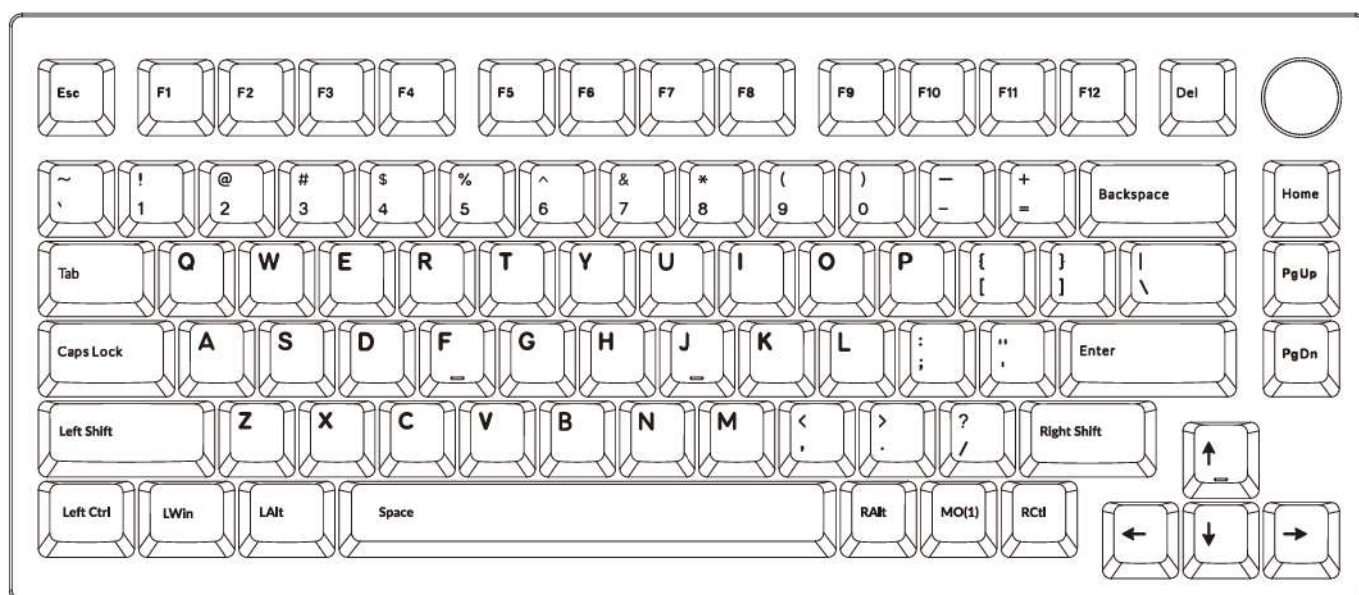 Esc F1 F2 F3 F4 F5 F6 F7 F8 F9 F10 F11 F12 Del
~ ! @ # $ % ^ & * ( ) — + Backspace Home
` 1 2 3 4 5 6 7 8 9 0 - =
Tab Q W E R T Y U I O P { } | PgUp
[ ] \
Caps Lock A S D F G H J K L : " Enter PgDn
; '
Left Shift Z X C V B N M < > ? Right Shift
, . /
↑
Left Ctrl LWin LAlt Space RAlt MO(1) RCtl ← ↓ →